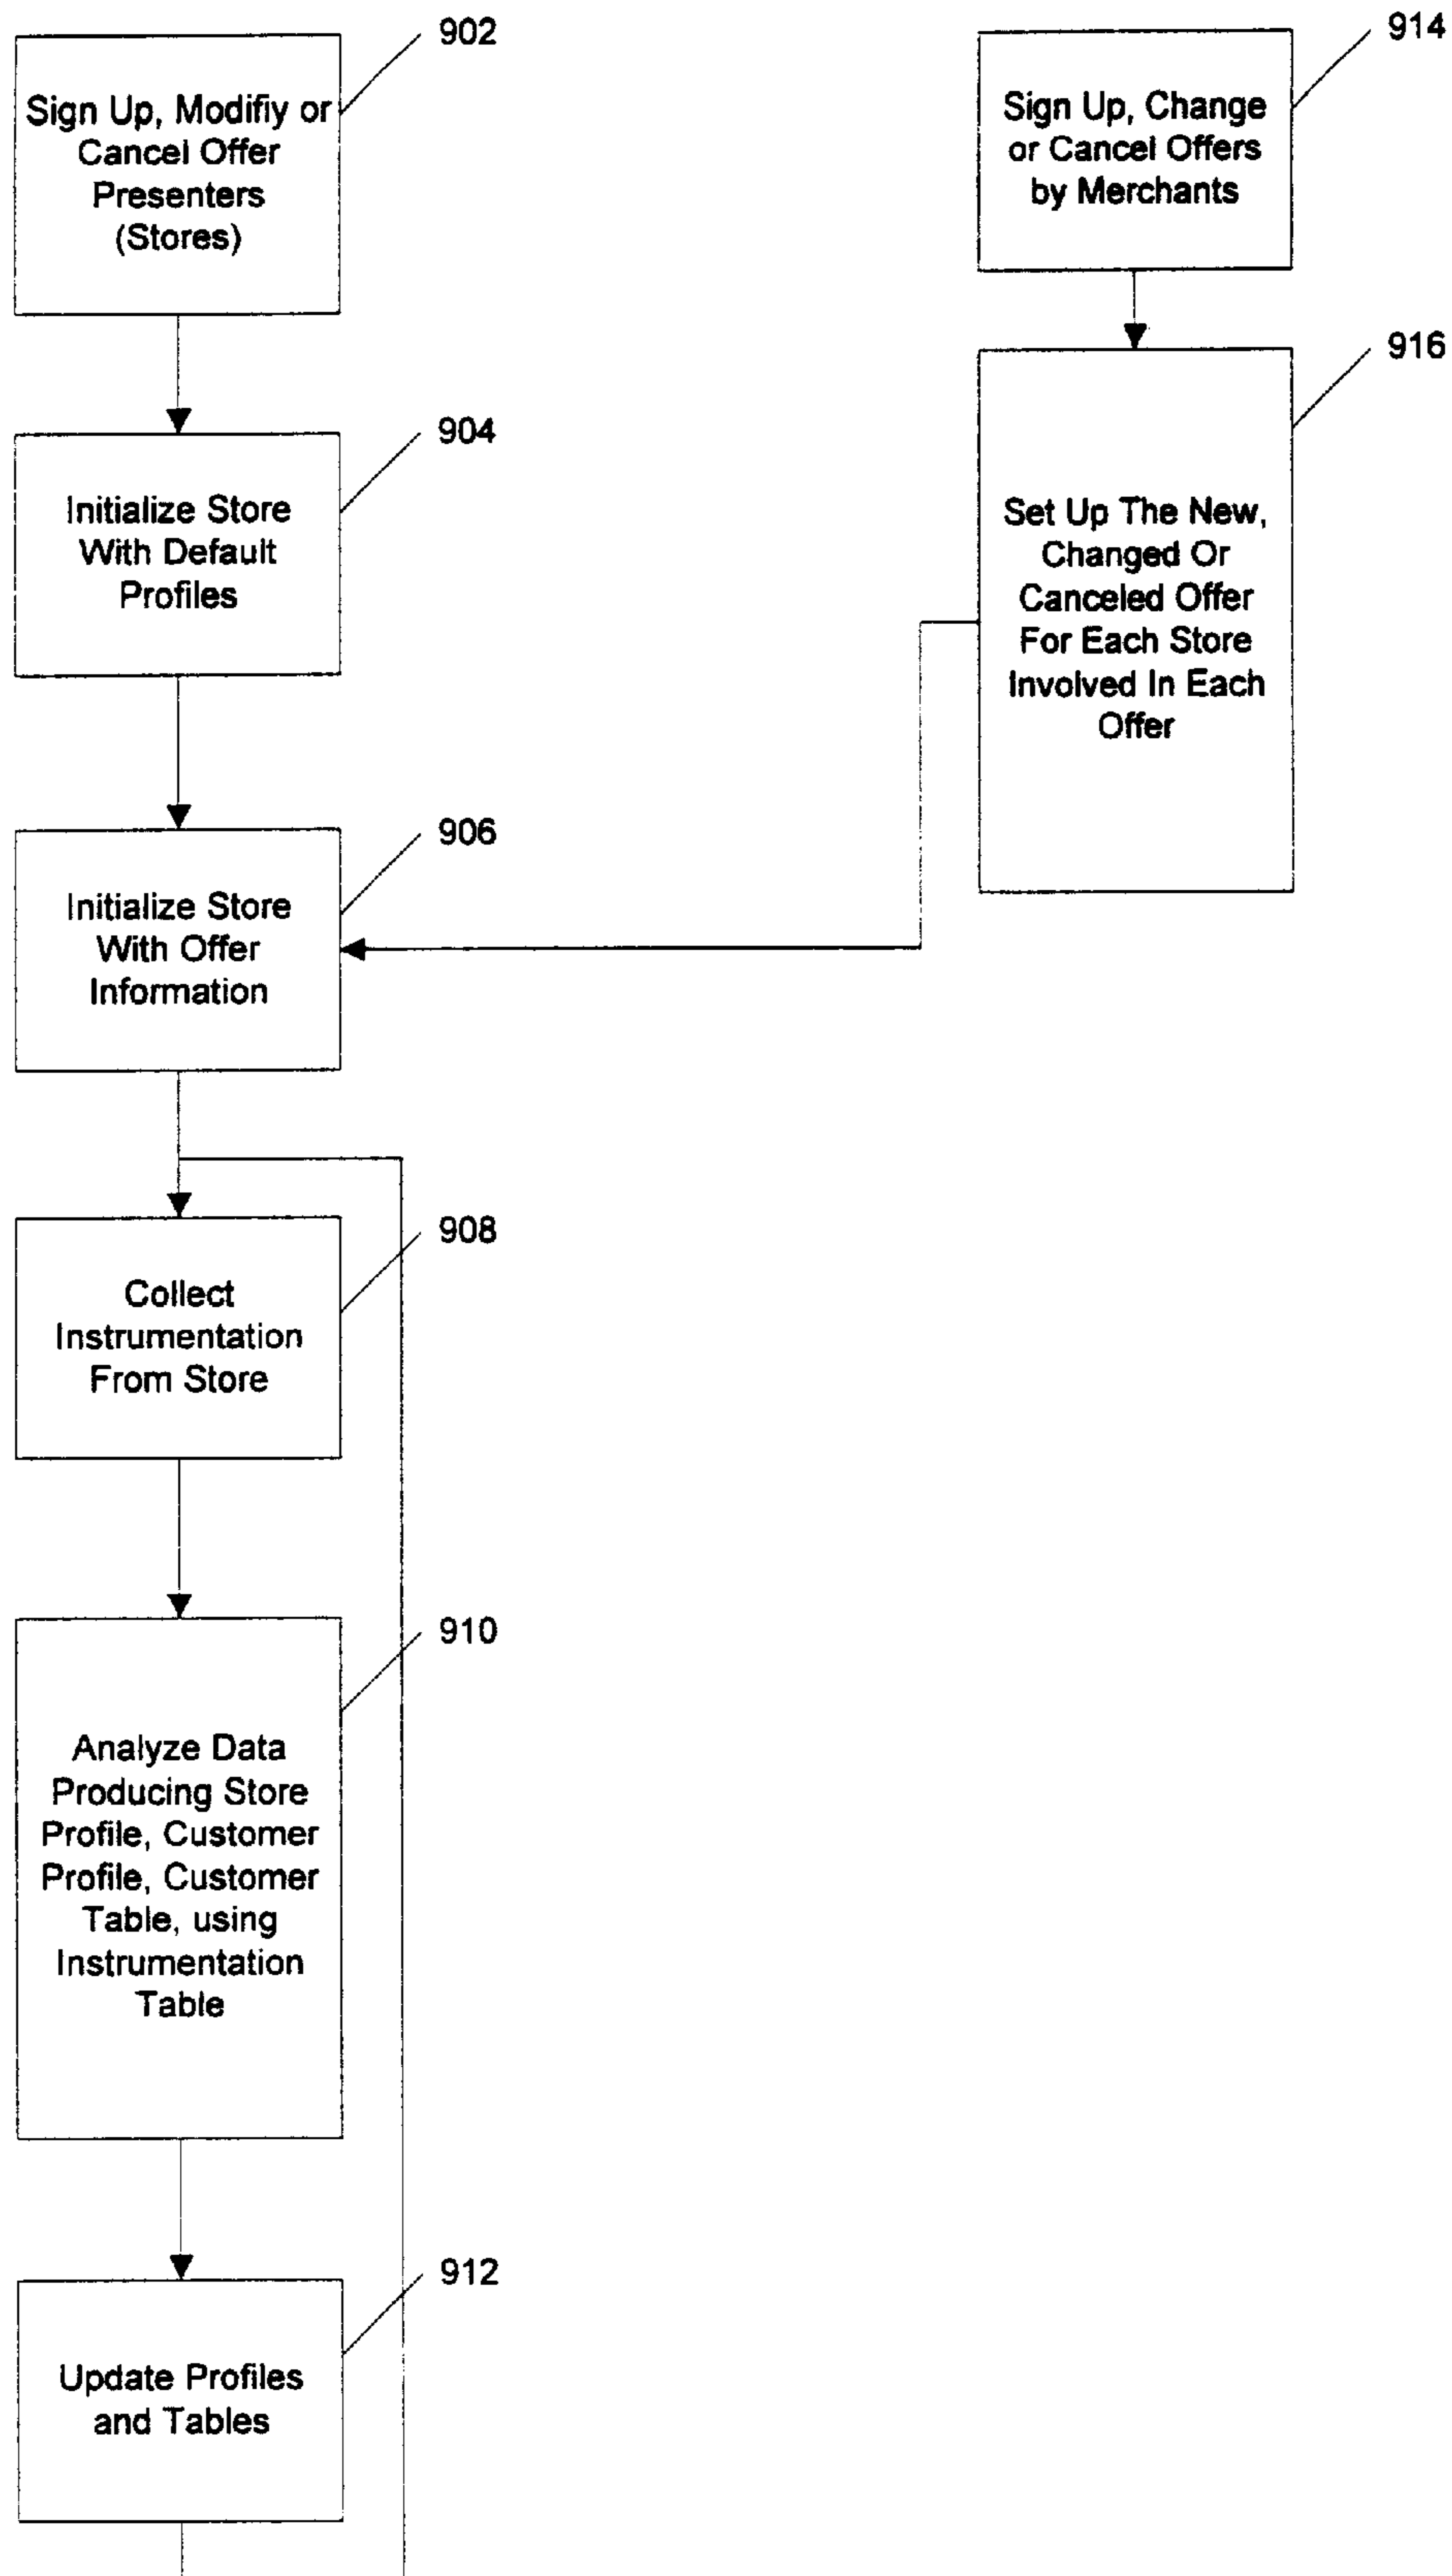 902
Sign Up, Modifiy or
Cancel Offer
Presenters
(Stores)
904
Initialize Store
With Default
Profiles
906
Initialize Store
With Offer
Information
908
Collect
Instrumentation
From Store
910
Analyze Data
Producing Store
Profile, Customer
Profile, Customer
Table, using
Instrumentation
Table
912
Update Profiles
and Tables
914
Sign Up, Change
or Cancel Offers
by Merchants
916
Set Up The New,
Changed Or
Canceled Offer
For Each Store
Involved In Each
Offer